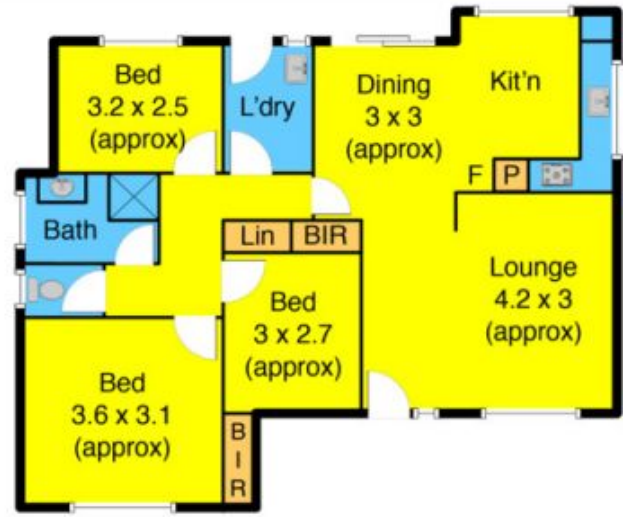 Bed
3.2 x 2.5
(approx)
L'dry
Dining
3 x 3
(approx)
Kit'n
F
P
Bath
Lin
BIR
Lounge
4.2 x 3
(approx)
Bed
3 x 2.7
(approx)
Bed
3.6 x 3.1
(approx)
B
I
R